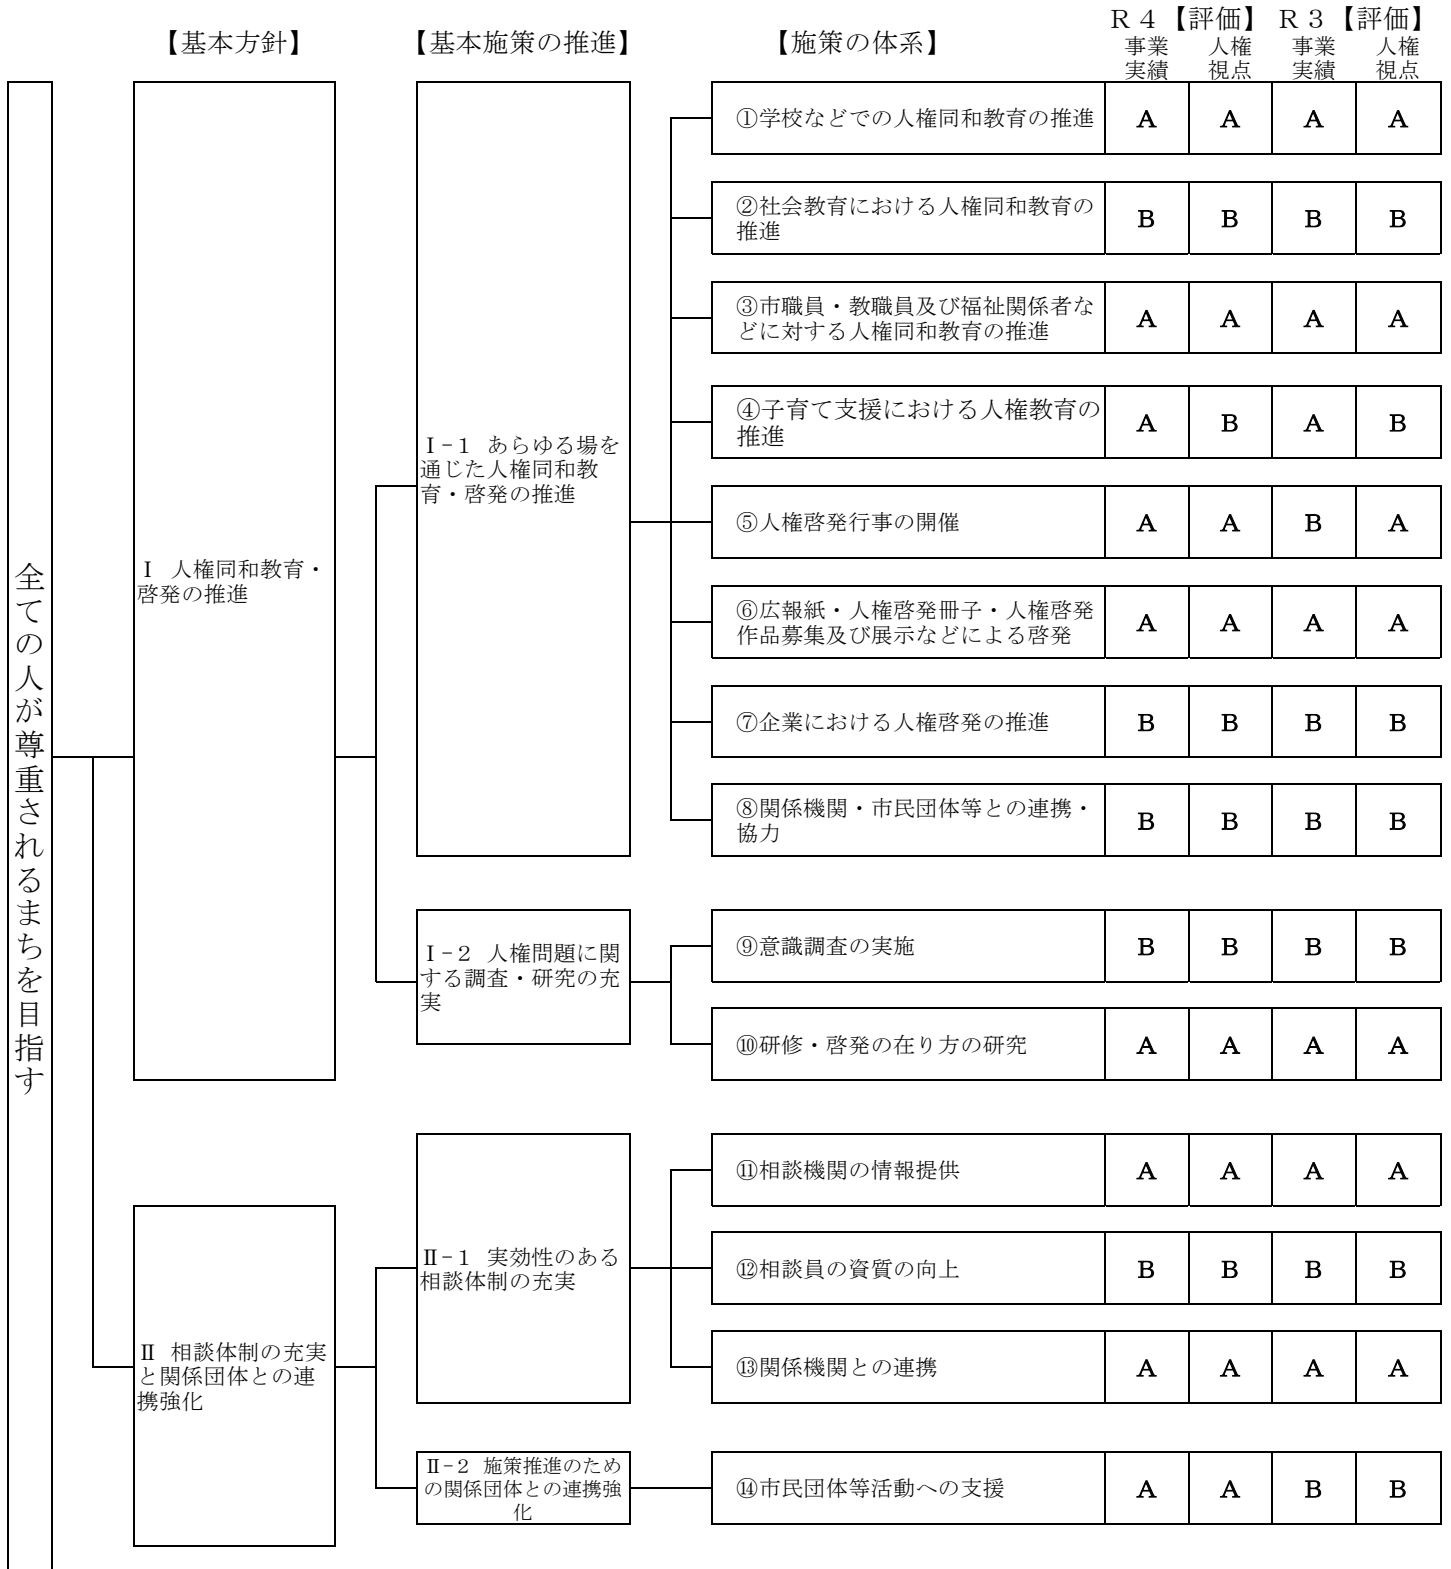 Ｒ４【評価】 Ｒ３【評価】
【基本方針】 【基本施策の推進】 【施策の体系】
事業 人権 事業 人権
実績 視点 実績 視点
全ての人が尊重されるまちを目指す
Ⅰ 人権同和教育・
啓発の推進
Ⅰ-１ あらゆる場を
通じた人権同和教
育・啓発の推進
①学校などでの人権同和教育の推進 A A A A
②社会教育における人権同和教育の
推進 B B B B
③市職員・教職員及び福祉関係者な
どに対する人権同和教育の推進 A A A A
④子育て支援における人権教育の
推進 A B A B
⑤人権啓発行事の開催 A A B A
⑥広報紙・人権啓発冊子・人権啓発
作品募集及び展示などによる啓発 A A A A
⑦企業における人権啓発の推進 B B B B
⑧関係機関・市民団体等との連携・
協力 B B B B
Ⅰ-２ 人権問題に関
する調査・研究の充
実
⑨意識調査の実施 B B B B
⑩研修・啓発の在り方の研究 A A A A
Ⅱ 相談体制の充実
と関係団体との連
携強化
Ⅱ-１ 実効性のある
相談体制の充実
⑪相談機関の情報提供 A A A A
⑫相談員の資質の向上 B B B B
⑬関係機関との連携 A A A A
Ⅱ-２ 施策推進のため
の関係団体との連携強
化
⑭市民団体等活動への支援 A A B B